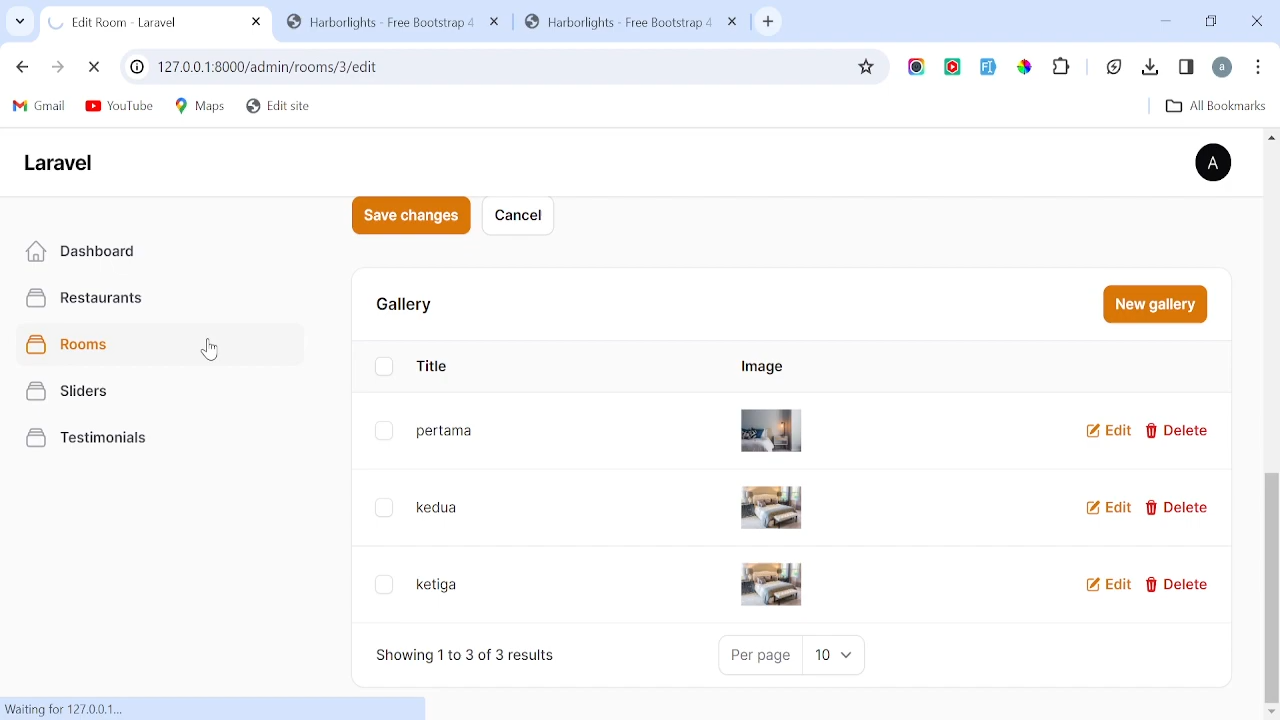 Edit Room - Laravel
Harborlights - Free Bootstrap 4
Harborlights - Free Bootstrap 4
127.0.0.1:8000/admin/rooms/3/edit
a
Gmail
YouTube
Maps
Edit site
All Bookmarks
Laravel
A
Save changes
Cancel
Dashboard
Restaurants
Rooms
Sliders
Testimonials
Gallery
New gallery
Title
Image
pertama
Edit
Delete
kedua
Edit
Delete
ketiga
Edit
Delete
Showing 1 to 3 of 3 results
Per page
10
Waiting for 127.0.0.1...